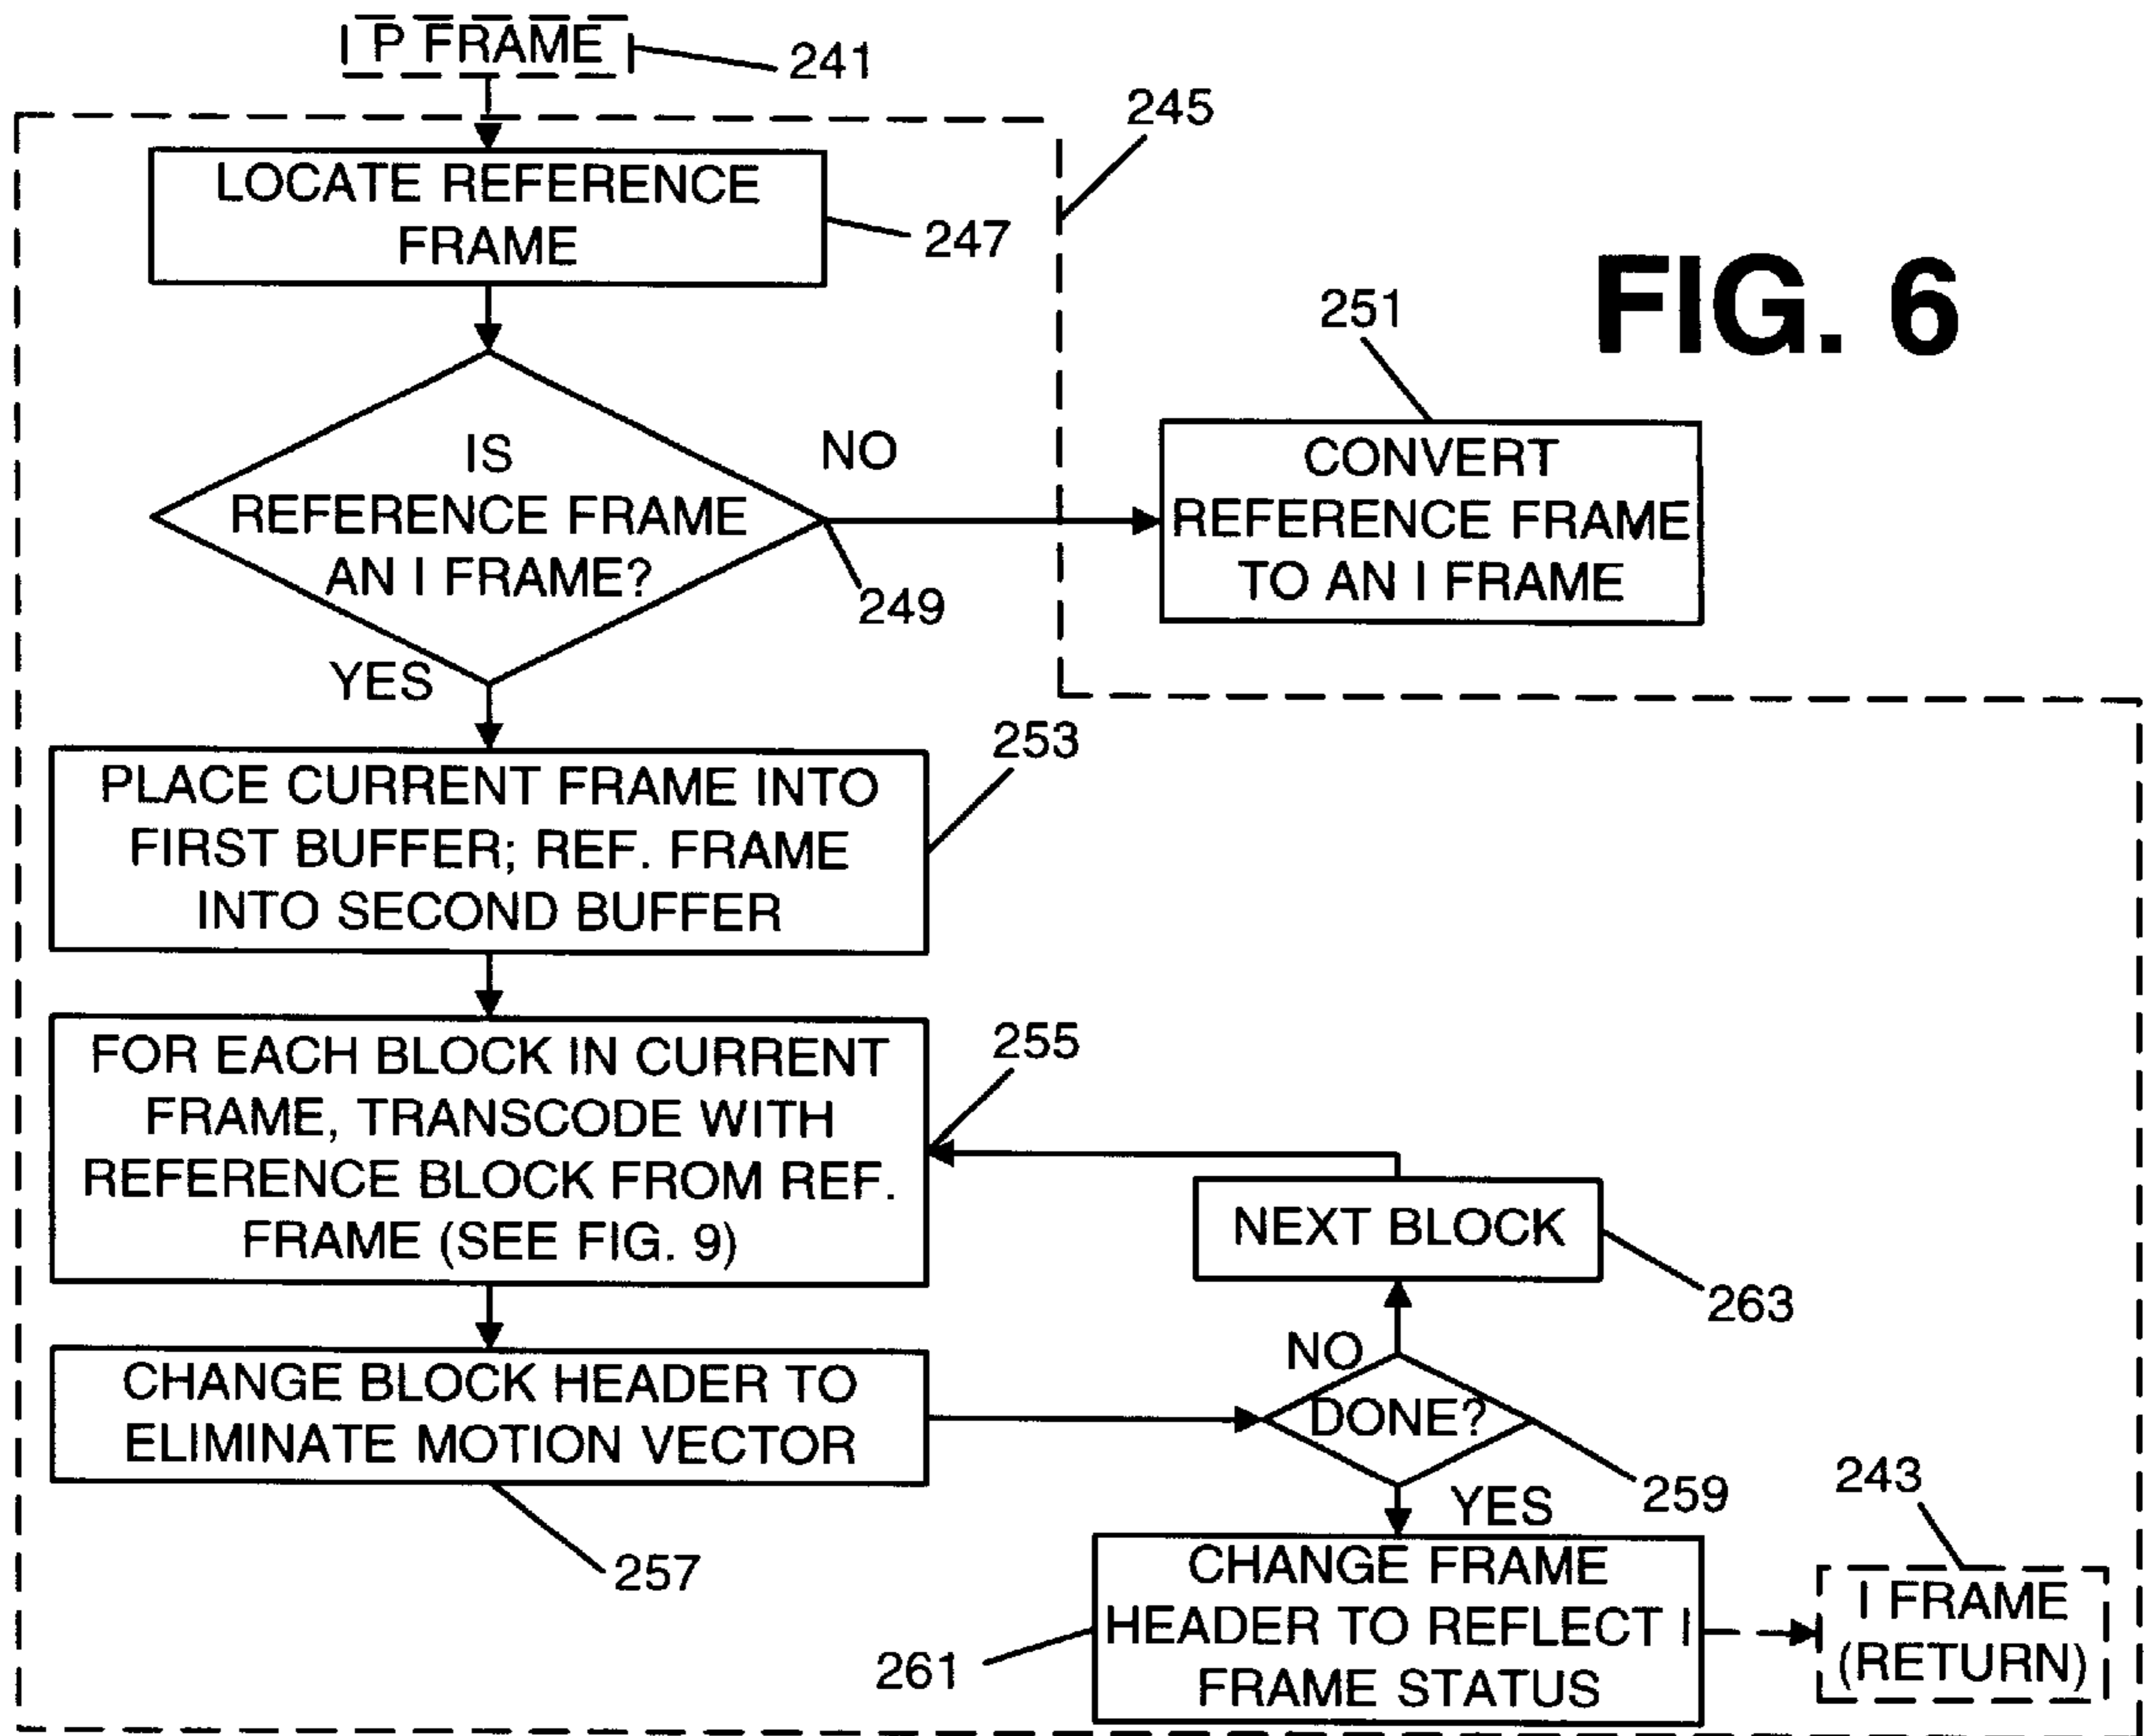 P FRAME
241
245
LOCATE REFERENCE
FRAME
247
FIG. 6
251
IS
REFERENCE FRAME
AN I FRAME?
NO
249
CONVERT
REFERENCE FRAME
TO AN I FRAME
YES
253
PLACE CURRENT FRAME INTO
FIRST BUFFER; REF. FRAME
INTO SECOND BUFFER
255
FOR EACH BLOCK IN CURRENT
FRAME, TRANSCODE WITH
REFERENCE BLOCK FROM REF.
FRAME (SEE FIG. 9)
NEXT BLOCK
263
NO
CHANGE BLOCK HEADER TO
ELIMINATE MOTION VECTOR
DONE?
259
243
YES
257
CHANGE FRAME
HEADER TO REFLECT I
FRAME STATUS
261
I FRAME
(RETURN)